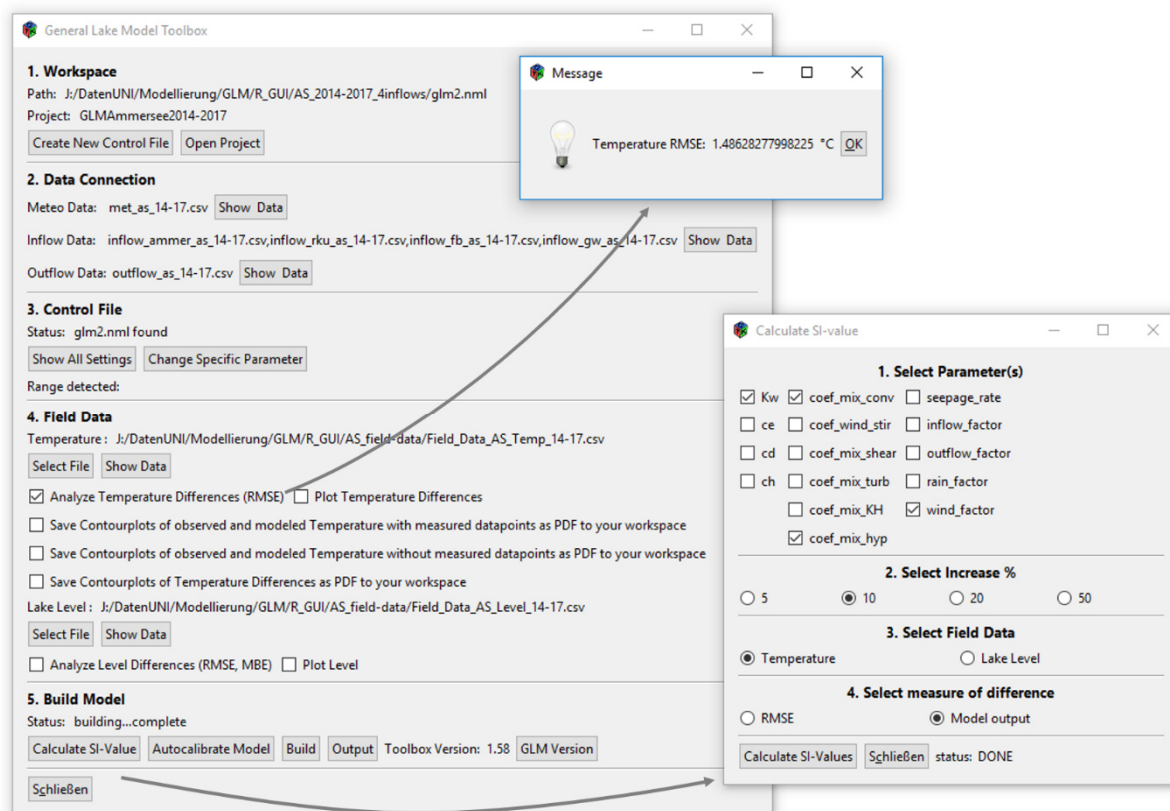 General Lake Model Toolbox
1. Workspace
Path: J:/DatenUNI/Modellierung/GLM/R_GUI/AS_2014-2017_4inflows/glm2.nml
Project: GLMAmmersee2014-2017
Create New Control File Open Project
2. Data Connection
Meteo Data: met_as_14-17.csv Show Data
Inflow Data: inflow_ammer_as_14-17.csv,inflow_rku_as_14-17.csv,inflow_fb_as_14-17.csv,inflow_gw_as_14-17.csv Show Data
Outflow Data: outflow_as_14-17.csv Show Data
3. Control File
Status: glm2.nml found
Show All Settings Change Specific Parameter
Range detected:
4. Field Data
Temperature : J:/DatenUNI/Modellierung/GLM/R_GUI/AS_field-data/Field_Data_AS_Temp_14-17.csv
Select File Show Data
Analyze Temperature Differences (RMSE) Plot Temperature Differences
Save Contourplots of observed and modeled Temperature with measured datapoints as PDF to your workspace
Save Contourplots of observed and modeled Temperature without measured datapoints as PDF to your workspace
Save Contourplots of Temperature Differences as PDF to your workspace
Lake Level : J:/DatenUNI/Modellierung/GLM/R_GUI/AS_field-data/Field_Data_AS_Level_14-17.csv
Select File Show Data
Analyze Level Differences (RMSE, MBE) Plot Level
5. Build Model
Status: building...complete
Calculate SI-Value Autocalibrate Model Build Output Toolbox Version: 1.58 GLM Version
Schließen
Message
Temperature RMSE: 1.48628277998225 °C OK
Calculate SI-value
1. Select Parameter(s)
Kw coef_mix_conv seepage_rate
ce coef_wind_stir inflow_factor
cd coef_mix_shear outflow_factor
ch coef_mix_turb rain_factor
coef_mix_KH wind_factor
coef_mix_hyp
2. Select Increase %
5 10 20 50
3. Select Field Data
Temperature Lake Level
4. Select measure of difference
RMSE Model output
Calculate SI-Values Schließen status: DONE